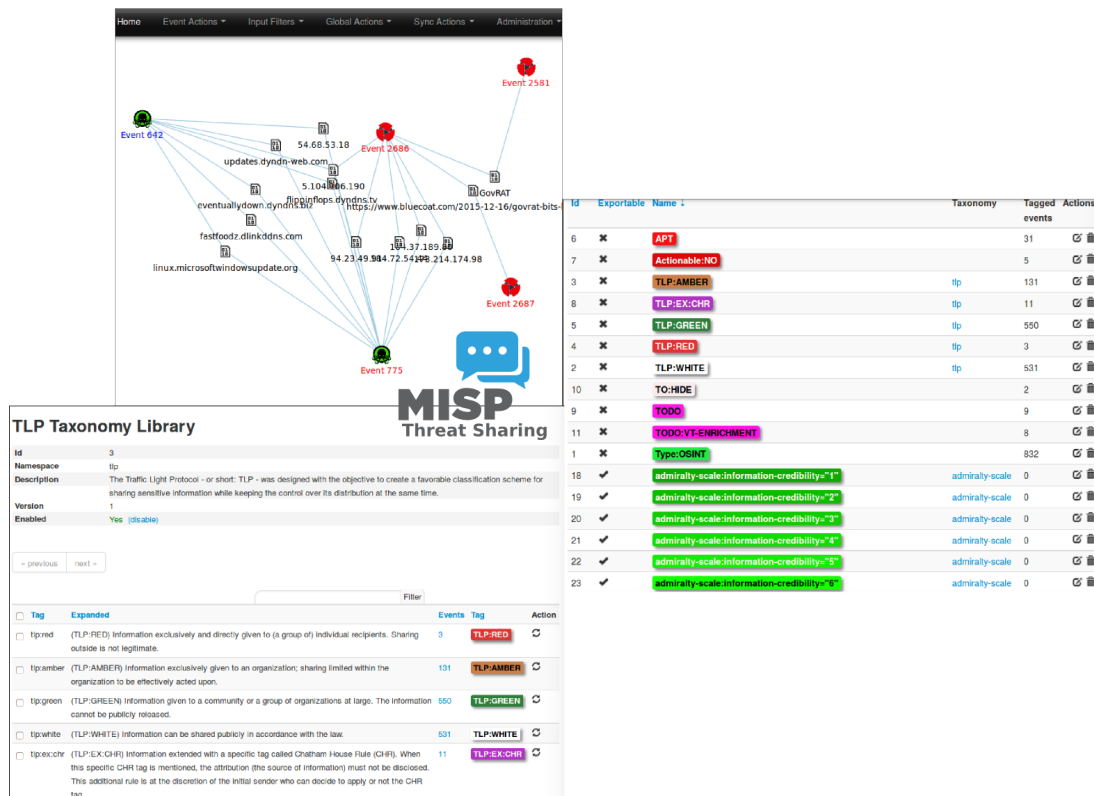 Home Event Actions Input Filters Global Actions Sync Actions Administration
Event 2581
Event 642
54.68.53.18
Event 2686
updates.dyndn-web.com
5.104.106.190
GovRAT
flippinflops.dyndns.tv
eventuallydown.dyndns.biz
https://www.bluecoat.com/2015-12-16/govrat-bits-
fastfoodz.dlinkddns.com
linux.microsoftwindowsupdate.org
Event 2687
Event 775
MISP
Threat Sharing
TLP Taxonomy Library
Id 3
Namespace tlp
Description The Traffic Light Protocol - or short: TLP - was designed with the objective to create a favorable classification scheme for
sharing sensitive information while keeping the control over its distribution at the same time.
Version 1
Enabled Yes (disable)
« previous next »
Filter
Tag Expanded Events Tag Action
tlp:red (TLP:RED) Information exclusively and directly given to (a group of) individual recipients. Sharing 3 TLP:RED
outside is not legitimate.
tlp:amber (TLP:AMBER) Information exclusively given to an organization; sharing limited within the 131 TLP:AMBER
organization to be effectively acted upon.
tlp:green (TLP:GREEN) Information given to a community or a group of organizations at large. The information 550 TLP:GREEN
cannot be publicly released.
tlp:white (TLP:WHITE) Information can be shared publicly in accordance with the law. 531 TLP:WHITE
tlp:ex:chr (TLP:EX:CHR) Information extended with a specific tag called Chatham House Rule (CHR). When 11 TLP:EX:CHR
this specific CHR tag is mentioned, the attribution (the source of information) must not be disclosed.
This additional rule is at the discretion of the initial sender who can decide to apply or not the CHR
tag
Id Exportable Name ↓ Taxonomy Tagged Actions
events
6 APT 31
7 Actionable:NO 5
3 TLP:AMBER tlp 131
8 TLP:EX:CHR tlp 11
5 TLP:GREEN tlp 550
4 TLP:RED tlp 3
2 TLP:WHITE tlp 531
10 TO:HIDE 2
9 TODO 9
11 TODO:VT-ENRICHMENT 8
1 Type:OSINT 832
18 admiralty-scale:information-credibility="1" admiralty-scale 0
19 admiralty-scale:information-credibility="2" admiralty-scale 0
20 admiralty-scale:information-credibility="3" admiralty-scale 0
21 admiralty-scale:information-credibility="4" admiralty-scale 0
22 admiralty-scale:information-credibility="5" admiralty-scale 0
23 admiralty-scale:information-credibility="6" admiralty-scale 0